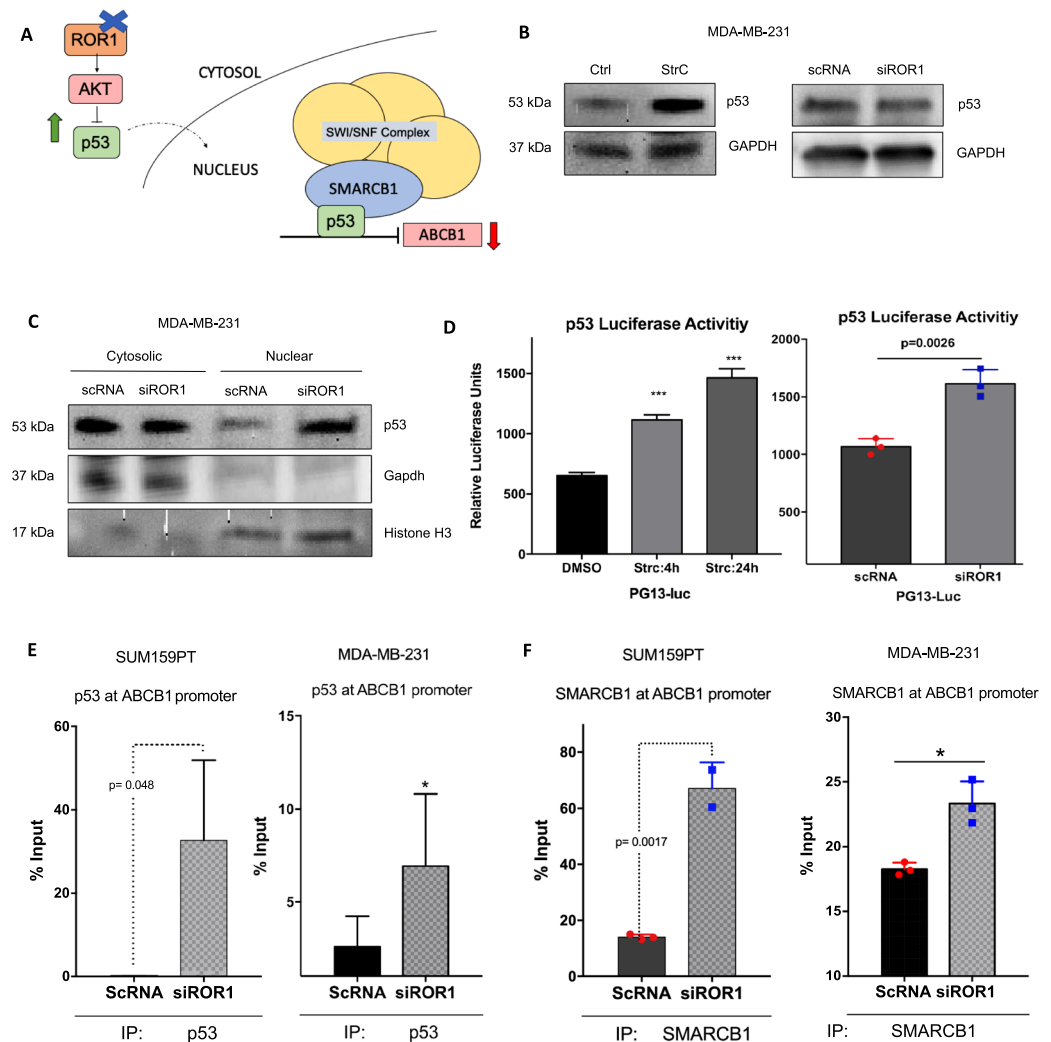 A
ROR1
AKT
p53
CYTOSOL
NUCLEUS
SWI/SNF Complex
SMARCB1
p53
ABCB1
B
MDA-MB-231
Ctrl StrC
53 kDa p53
37 kDa GAPDH
scRNA siROR1
p53
GAPDH
C
MDA-MB-231
Cytosolic Nuclear
scRNA siROR1 scRNA siROR1
53 kDa p53
37 kDa Gapdh
17 kDa Histone H3
D
p53 Luciferase Activitiy
Relative Luciferase Units
1500
1000
500
0
***
***
DMSO Strc:4h Strc:24h
PG13-luc
p53 Luciferase Activitiy
p=0.0026
2000
1500
1000
500
scRNA siROR1
PG13-Luc
E
SUM159PT
p53 at ABCB1 promoter
% Input
60
40
20
0
p= 0.048
ScRNA siROR1
IP: p53
MDA-MB-231
p53 at ABCB1 promoter
% Input
15
10
5
*
ScRNA siROR1
IP: p53
F
SUM159PT
SMARCB1 at ABCB1 promoter
% Input
80
60
40
20
0
p= 0.0017
ScRNA siROR1
IP: SMARCB1
MDA-MB-231
SMARCB1 at ABCB1 promoter
% Input
30
25
20
15
10
*
ScRNA siROR1
IP: SMARCB1